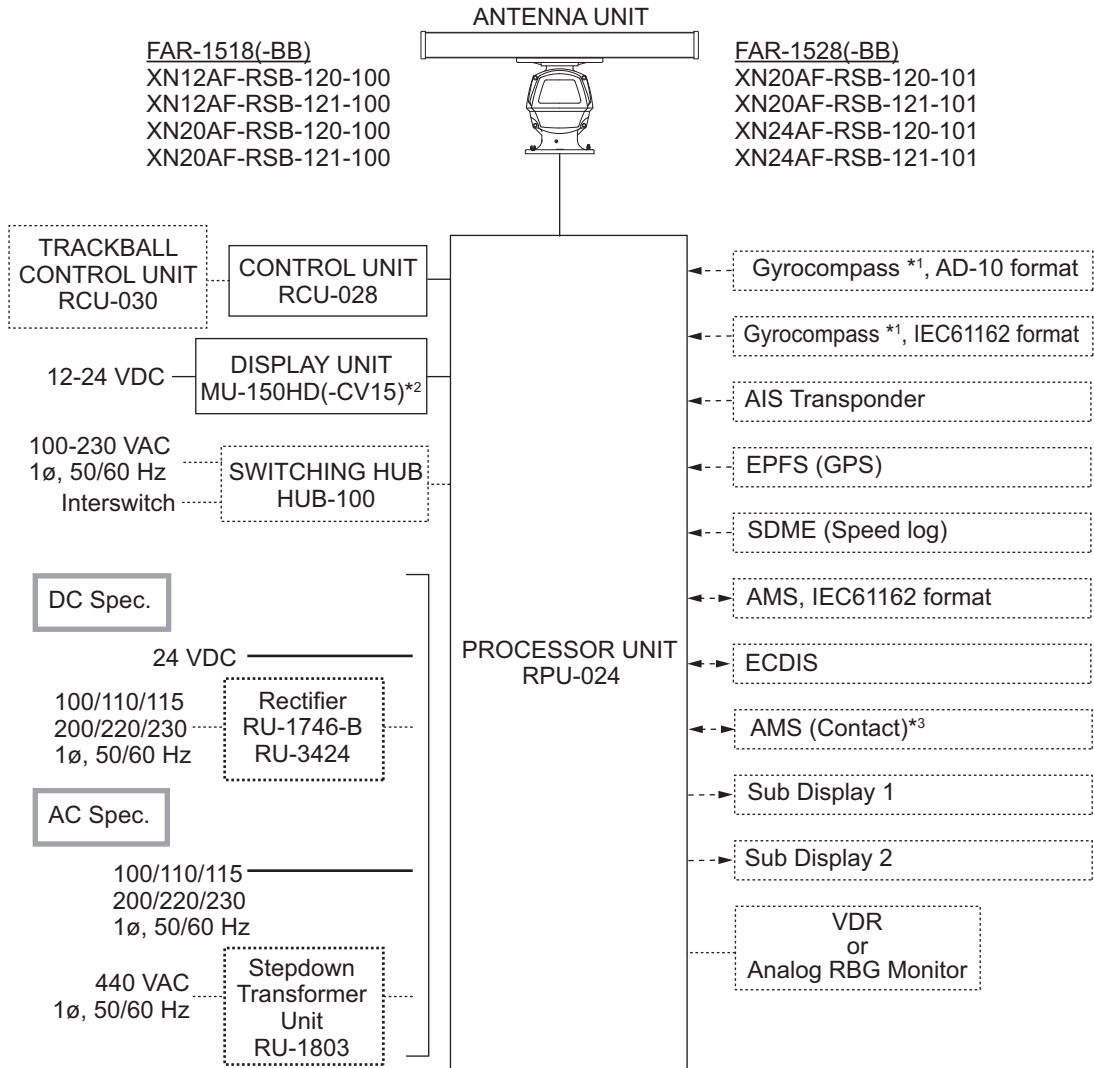 ANTENNA UNIT
FAR-1518(-BB)
XN12AF-RSB-120-100
XN12AF-RSB-121-100
XN20AF-RSB-120-100
XN20AF-RSB-121-100
FAR-1528(-BB)
XN20AF-RSB-120-101
XN20AF-RSB-121-101
XN24AF-RSB-120-101
XN24AF-RSB-121-101
TRACKBALL
CONTROL UNIT
RCU-030
CONTROL UNIT
RCU-028
12-24 VDC
DISPLAY UNIT
MU-150HD(-CV15)*2
100-230 VAC
1ø, 50/60 Hz
Interswitch
SWITCHING HUB
HUB-100
DC Spec.
24 VDC
100/110/115
200/220/230
1ø, 50/60 Hz
Rectifier
RU-1746-B
RU-3424
AC Spec.
100/110/115
200/220/230
1ø, 50/60 Hz
440 VAC
1ø, 50/60 Hz
Stepdown
Transformer
Unit
RU-1803
PROCESSOR UNIT
RPU-024
Gyrocompass *1, AD-10 format
Gyrocompass *1, IEC61162 format
AIS Transponder
EPFS (GPS)
SDME (Speed log)
AMS, IEC61162 format
ECDIS
AMS (Contact)*3
Sub Display 1
Sub Display 2
VDR
or
Analog RBG Monitor